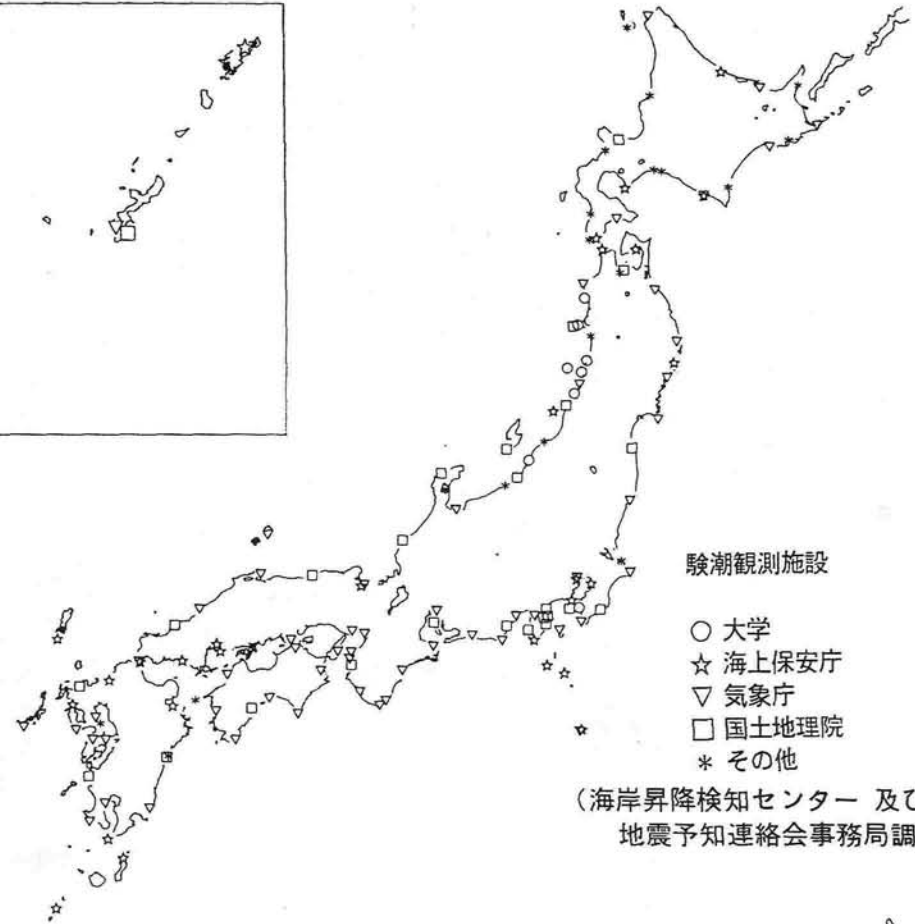 験潮観測施設
○ 大学
☆ 海上保安庁
▽ 気象庁
□ 国土地理院
* その他
（海岸昇降検知センター 及び
地震予知連絡会事務局調